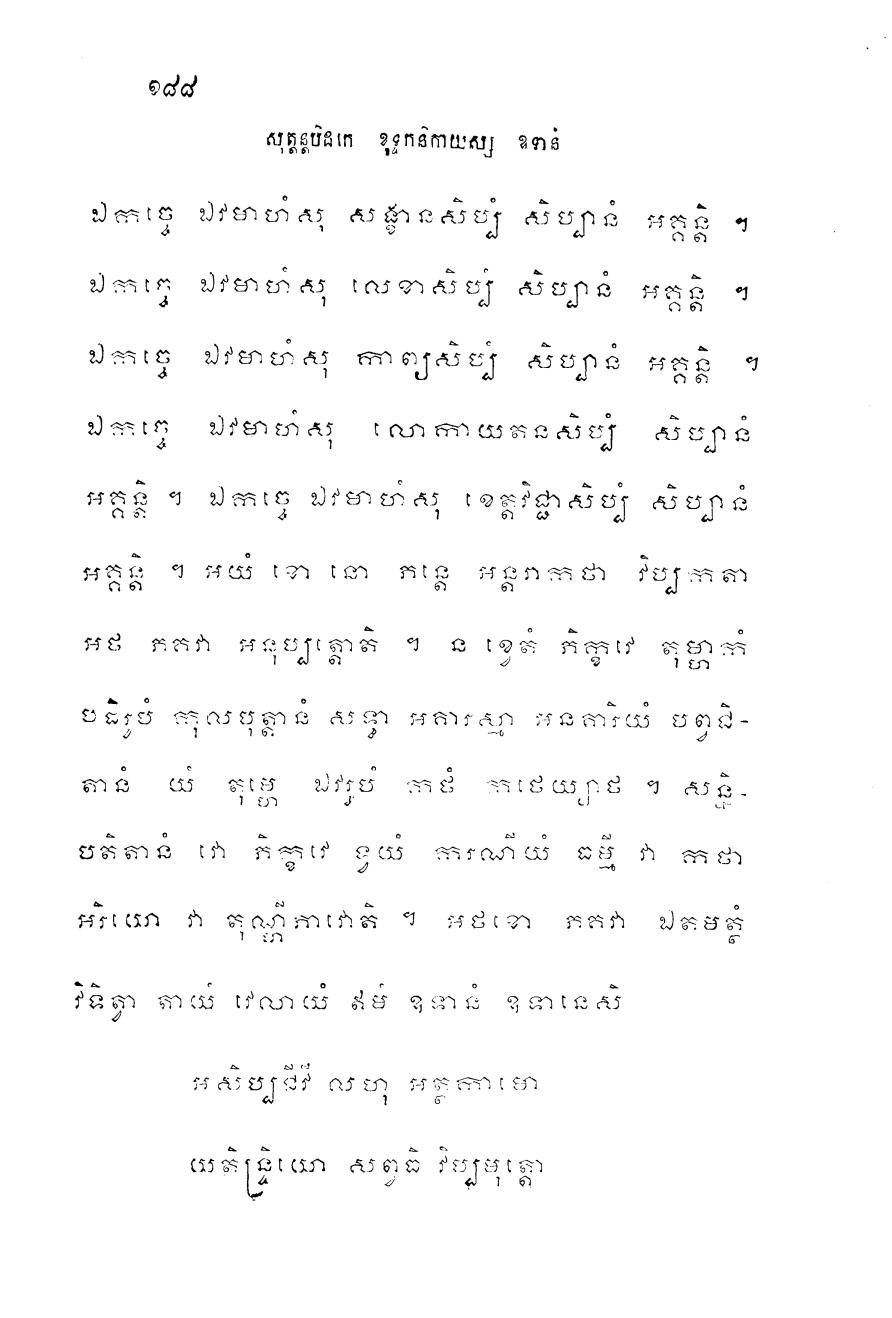 ១៨៨
សុត្តន្តបិដកេ ខុទ្ទកនិកាយស្ស ឧទានំ
ឯកច្ចេ ឯវមាហំសុ សង្ខានសិប្បំ សិប្បានំ អគ្គន្តិ ។
ឯកច្ចេ ឯវមាហំសុ លេខាសិប្បំ សិប្បានំ អគ្គន្តិ ។
ឯកច្ចេ ឯវមាហំសុ កាព្យសិប្បំ សិប្បានំ អគ្គន្តិ ។
ឯកច្ចេ ឯវមាហំសុ លោកាយតនសិប្បំ សិប្បានំ
អគ្គន្តិ ។ ឯកច្ចេ ឯវមាហំសុ ខេត្តវិជ្ជាសិប្បំ សិប្បានំ
អគ្គន្តិ ។ អយំ ខោ នោ ភន្តេ អន្តរាកថា វិប្បកតា
អថ ភគវា អនុប្បត្តោតិ ។ ន ខ្វេតំ ភិក្ខវេ តុម្ហាកំ
បដិរូបំ កុលបុត្តានំ សទ្ធា អគារស្មា អនគារិយំ បព្វជិ-
តានំ យំ តុម្ហេ ឯវរូបំ កថំ កថេយ្យាថ ។ សន្និ-
បតិតានំ វោ ភិក្ខវេ ទ្វយំ ករណីយំ ធម្មី វា កថា
អរិយោ វា តុណ្ហីភាវោតិ ។ អថខោ ភគវា ឯតមត្ថំ
វិទិត្វា តាយំ វេលាយំ ឥមំ ឧទានំ ឧទានេសិ
អសិប្បជីវី លហុ អត្ថកាមោ
យតិន្ទ្រិយោ សព្វធិ វិប្បមុត្តោ